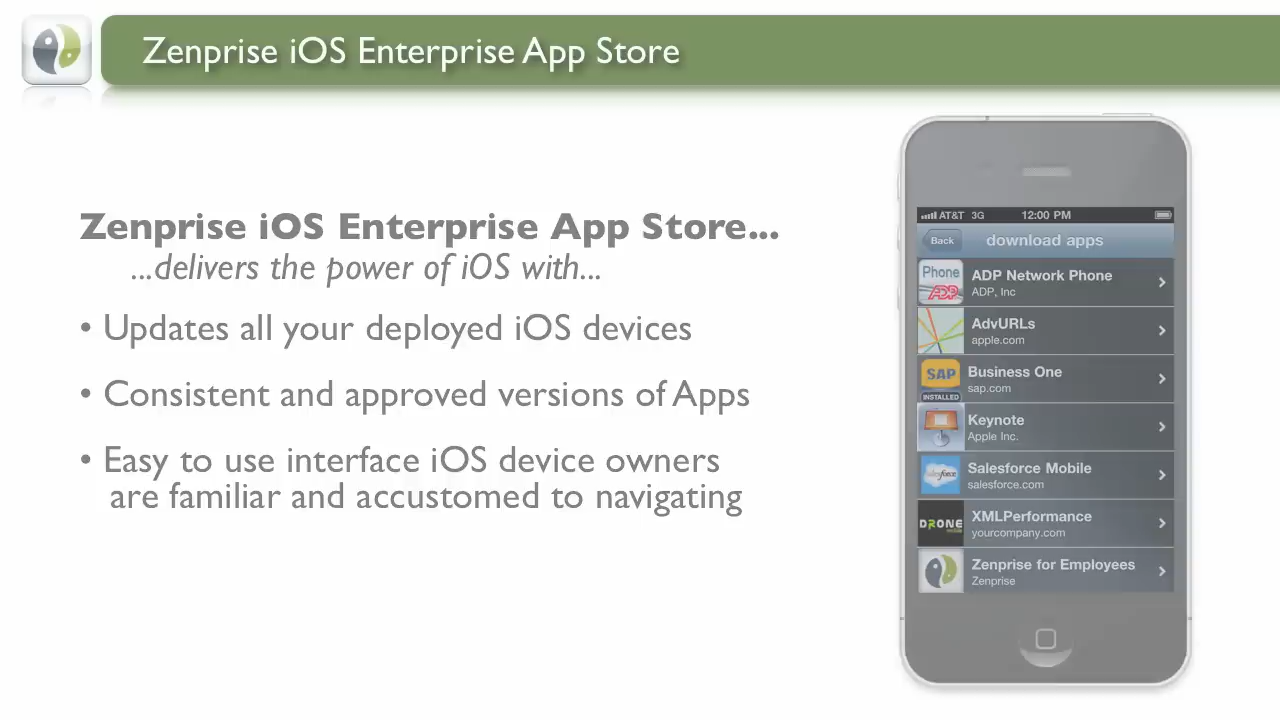 Zenprise iOS Enterprise App Store
Zenprise iOS Enterprise App Store...
...delivers the power of iOS with...
• Updates all your deployed iOS devices
• Consistent and approved versions of Apps
• Easy to use interface iOS device owners
are familiar and accustomed to navigating
AT&T 3G 12:00 PM
Back download apps
Phone
ADP
ADP Network Phone
ADP, Inc
AdvURLs
apple.com
SAP
INSTALLED
Business One
sap.com
Keynote
Apple Inc.
salesforce
Salesforce Mobile
salesforce.com
DRONE
XMLPerformance
yourcompany.com
Zenprise for Employees
Zenprise